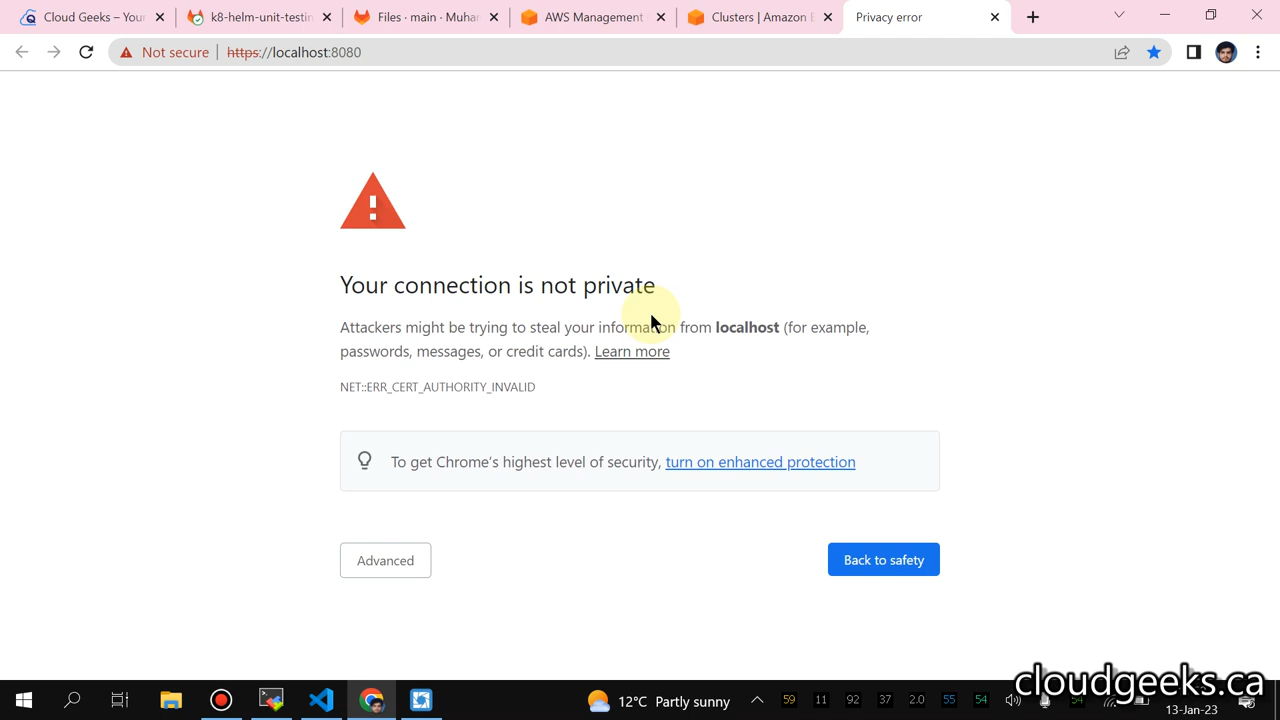 Cloud Geeks – Your
k8-helm-unit-testin
Files · main · Muhar
AWS Management
Clusters | Amazon E
Privacy error
Not secure
https://localhost:8080
Your connection is not private
Attackers might be trying to steal your information from localhost (for example,
passwords, messages, or credit cards). Learn more
NET::ERR_CERT_AUTHORITY_INVALID
To get Chrome's highest level of security, turn on enhanced protection
Advanced
Back to safety
cloudgeeks.ca
12°C Partly sunny
59 11 92 37 2.0 55 54 54
13-Jan-23